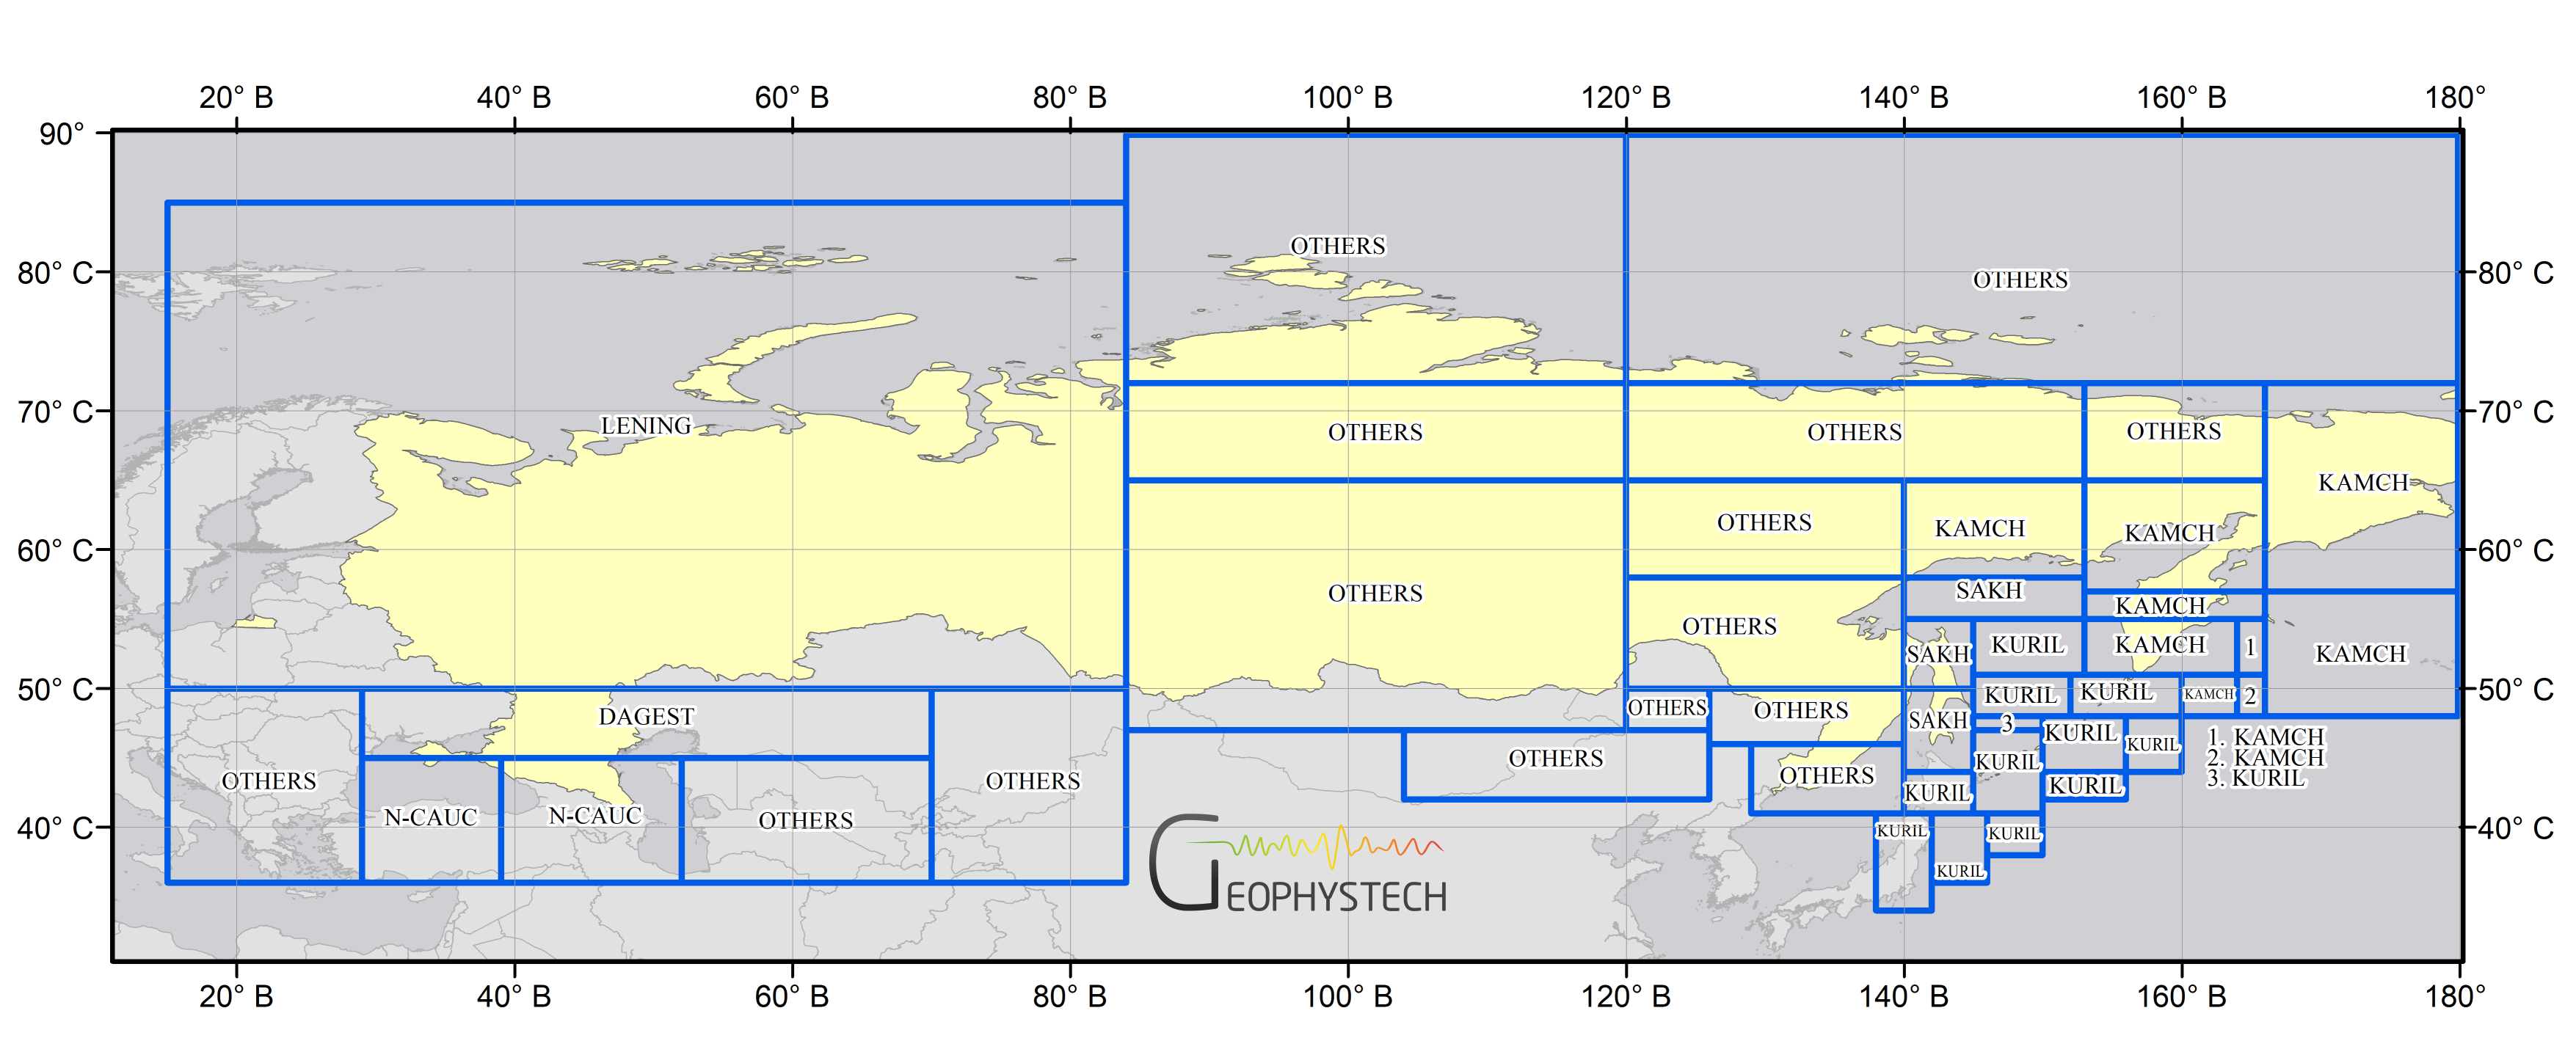 20° В 40° В 60° В 80° В 100° В 120° В 140° В 160° В 180°
90°
OTHERS
80° С 80° С
OTHERS
LENING
70° С 70° С
OTHERS OTHERS OTHERS
KAMCH
OTHERS KAMCH KAMCH
60° С 60° С
OTHERS SAKH
KAMCH
OTHERS
SAKH KURIL KAMCH 1 KAMCH
50° С 50° С
KURIL KURIL KAMCH 2
DAGEST OTHERS OTHERS SAKH 3
KURIL KURIL 1. KAMCH
OTHERS KURIL 2. KAMCH
OTHERS OTHERS OTHERS KURIL KURIL 3. KURIL
N-CAUC N-CAUC OTHERS
40° С 40° С
KURIL KURIL
KURIL
GEOPHYSTECH
20° В 40° В 60° В 80° В 100° В 120° В 140° В 160° В 180°